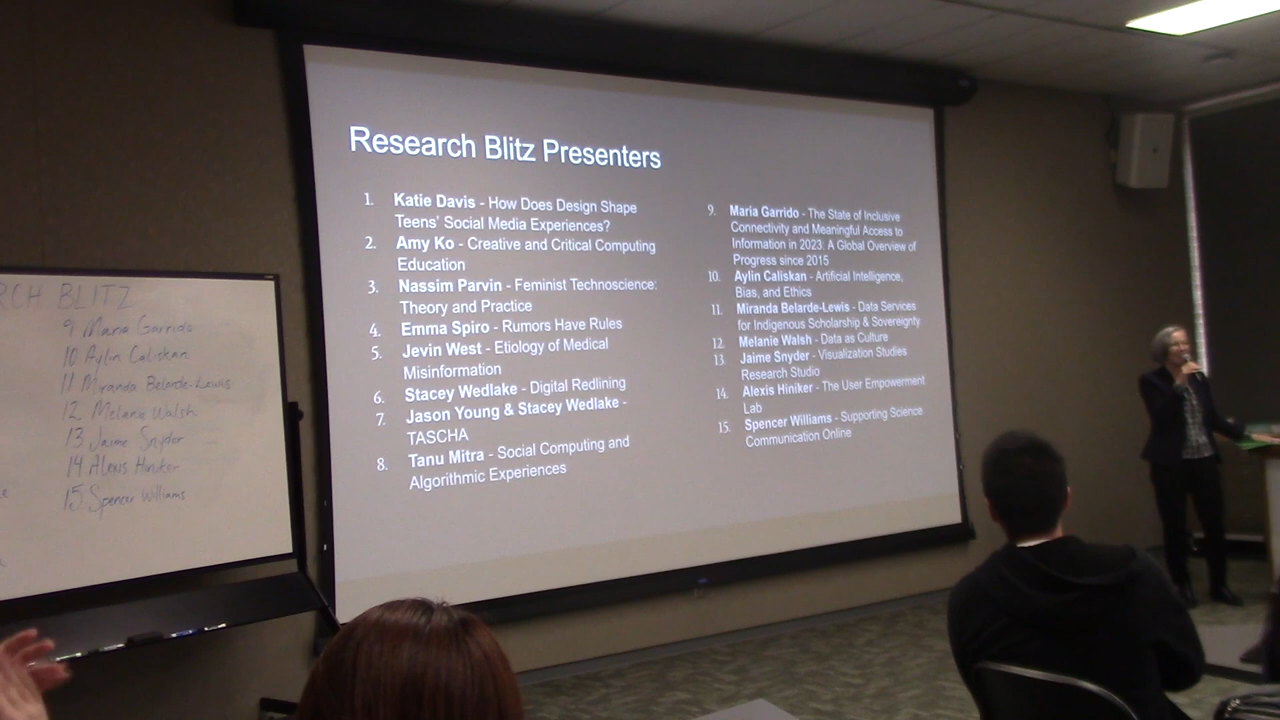 Research Blitz Presenters
1. Katie Davis - How Does Design Shape
Teens' Social Media Experiences?
2. Amy Ko - Creative and Critical Computing
Education
3. Nassim Parvin - Feminist Technoscience:
Theory and Practice
4. Emma Spiro - Rumors Have Rules
5. Jevin West - Etiology of Medical
Misinformation
6. Stacey Wedlake - Digital Redlining
7. Jason Young & Stacey Wedlake -
TASCHA
8. Tanu Mitra - Social Computing and
Algorithmic Experiences
9. Maria Garrido - The State of Inclusive
Connectivity and Meaningful Access to
Information in 2023: A Global Overview of
Progress since 2015
10. Aylin Caliskan - Artificial Intelligence,
Bias, and Ethics
11. Miranda Belarde-Lewis - Data Services
for Indigenous Scholarship & Sovereignty
12. Melanie Walsh - Data as Culture
13. Jaime Snyder - Visualization Studies
Research Studio
14. Alexis Hiniker - The User Empowerment
Lab
15. Spencer Williams - Supporting Science
Communication Online
RCH BLITZ
9 Maria Garrido
10 Aylin Caliskan
11 Miranda Belarde-Lewis
12 Melanie Walsh
13 Jaime Snyder
14 Alexis Hiniker
15 Spencer Williams